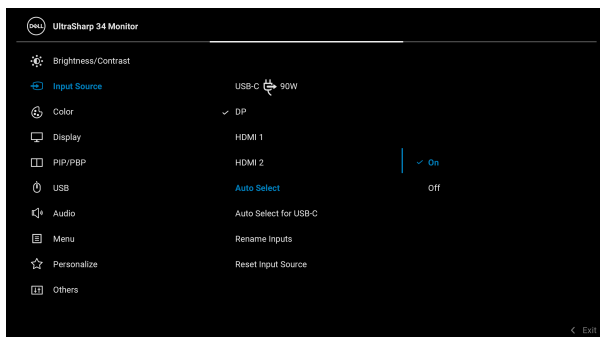 DELL UltraSharp 34 Monitor
Brightness/Contrast
Input Source
USB-C 90W
Color
DP
Display
HDMI 1
PIP/PBP
HDMI 2
On
USB
Auto Select
Off
Audio
Auto Select for USB-C
Menu
Rename Inputs
Personalize
Reset Input Source
Others
Exit